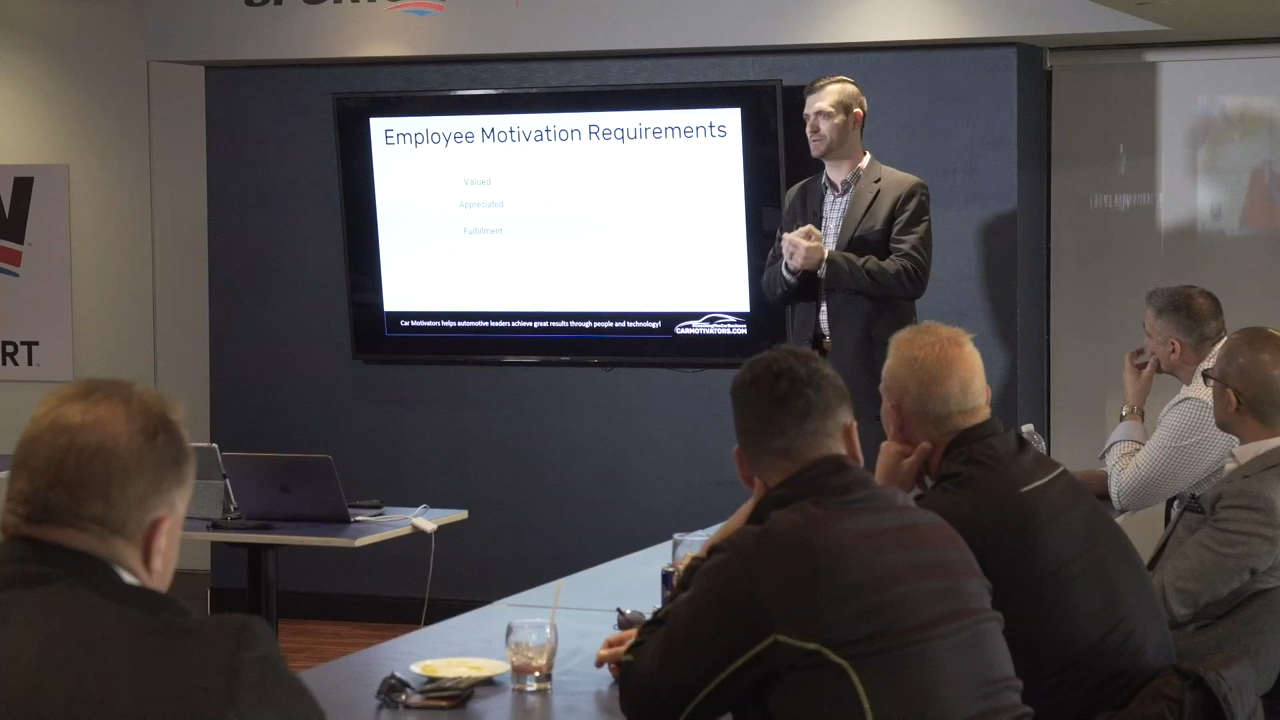 Employee Motivation Requirements
Valued
Appreciated
Fulfillment
Car Motivators helps automotive leaders achieve great results through people and technology!
CARMOTIVATORS.COM
RT